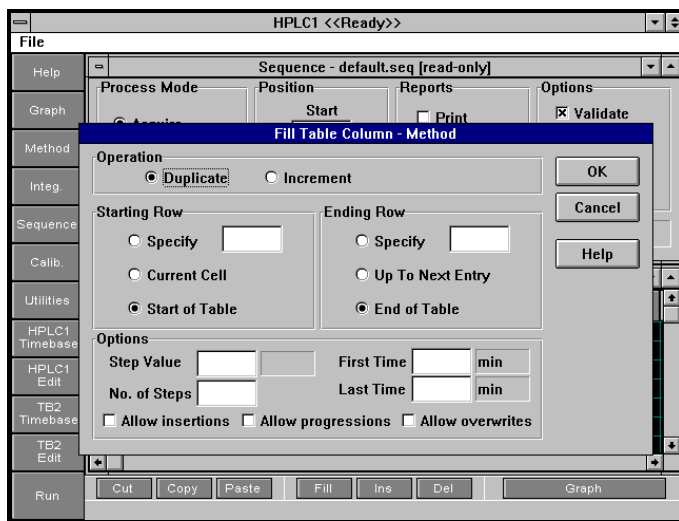 HPLC1 <<Ready>>
File
Help
Graph
Method
Integ.
Sequence
Calib.
Utilities
HPLC1
Timebase
HPLC1
Edit
TB2
Timebase
TB2
Edit
Run
Sequence - default.seq [read-only]
Process Mode
Position
Reports
Options
Acquire
Start
Print
Validate
Fill Table Column - Method
Operation
Duplicate
Increment
OK
Cancel
Help
Starting Row
Specify
Current Cell
Start of Table
Ending Row
Specify
Up To Next Entry
End of Table
Options
Step Value
First Time
min
No. of Steps
Last Time
min
Allow insertions
Allow progressions
Allow overwrites
Cut
Copy
Paste
Fill
Ins
Del
Graph